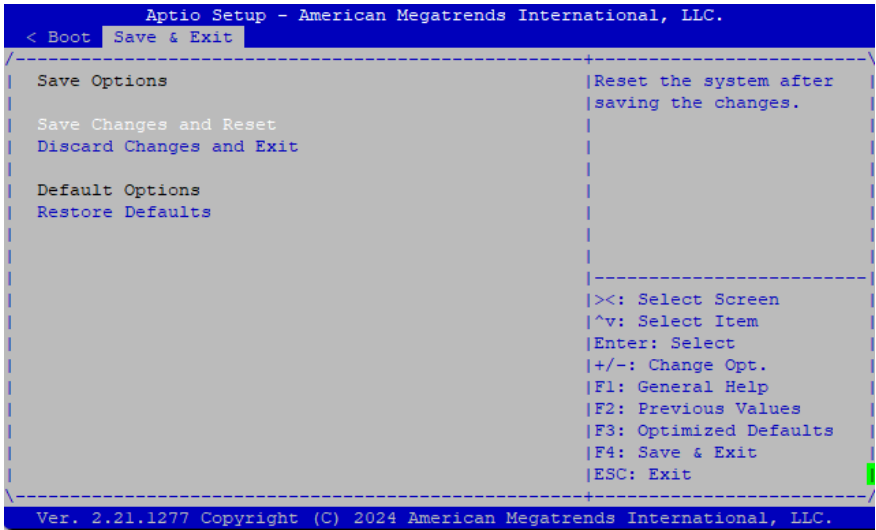 Aptio Setup - American Megatrends International, LLC.
< Boot Save & Exit
Save Options
Save Changes and Reset
Discard Changes and Exit
Default Options
Restore Defaults
Reset the system after
saving the changes.
><: Select Screen
^v: Select Item
Enter: Select
+/-: Change Opt.
F1: General Help
F2: Previous Values
F3: Optimized Defaults
F4: Save & Exit
ESC: Exit
Ver. 2.21.1277 Copyright (C) 2024 American Megatrends International, LLC.